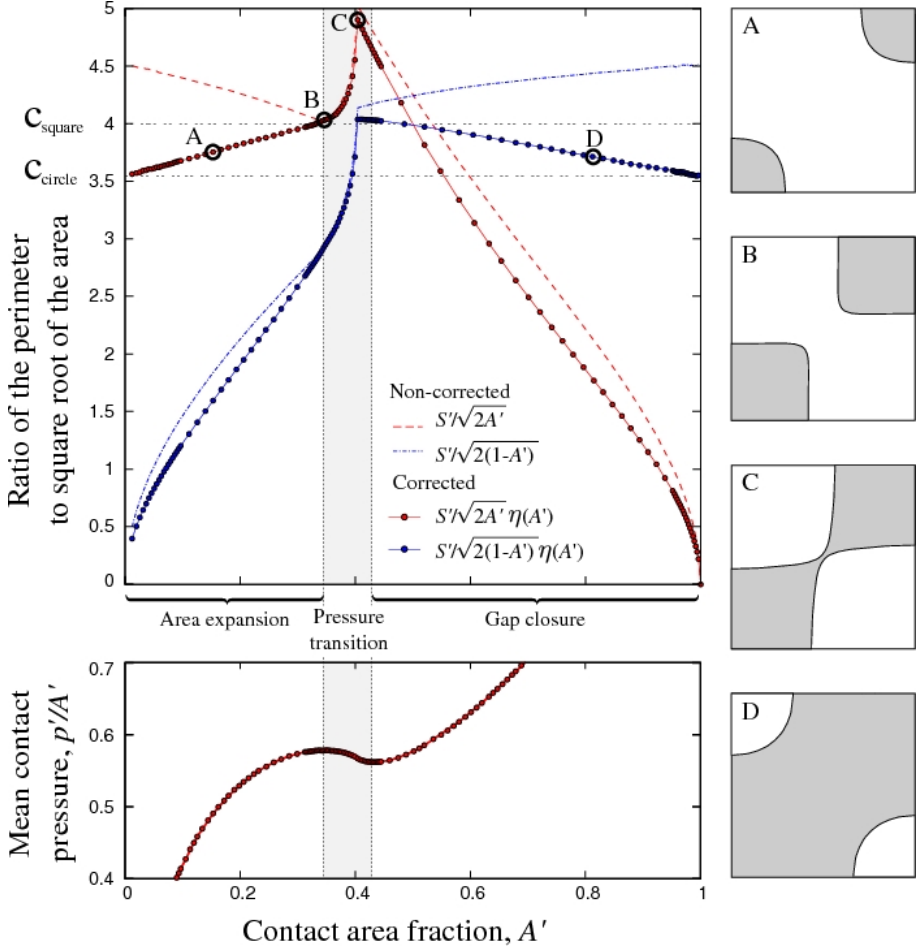 5
4.5
4
3.5
3
2.5
2
1.5
1
0.5
0
C square
C circle
Ratio of the perimeter
to square root of the area
A
B
C
D
Non-corrected
S'/√2A'
S'/√2(1-A')
Corrected
S'/√2A' η(A')
S'/√2(1-A') η(A')
Area expansion
Pressure
transition
Gap closure
0.7
0.6
0.5
0.4
Mean contact
pressure, p'/A'
0
0.2
0.4
0.6
0.8
1
Contact area fraction, A'
A
B
C
D